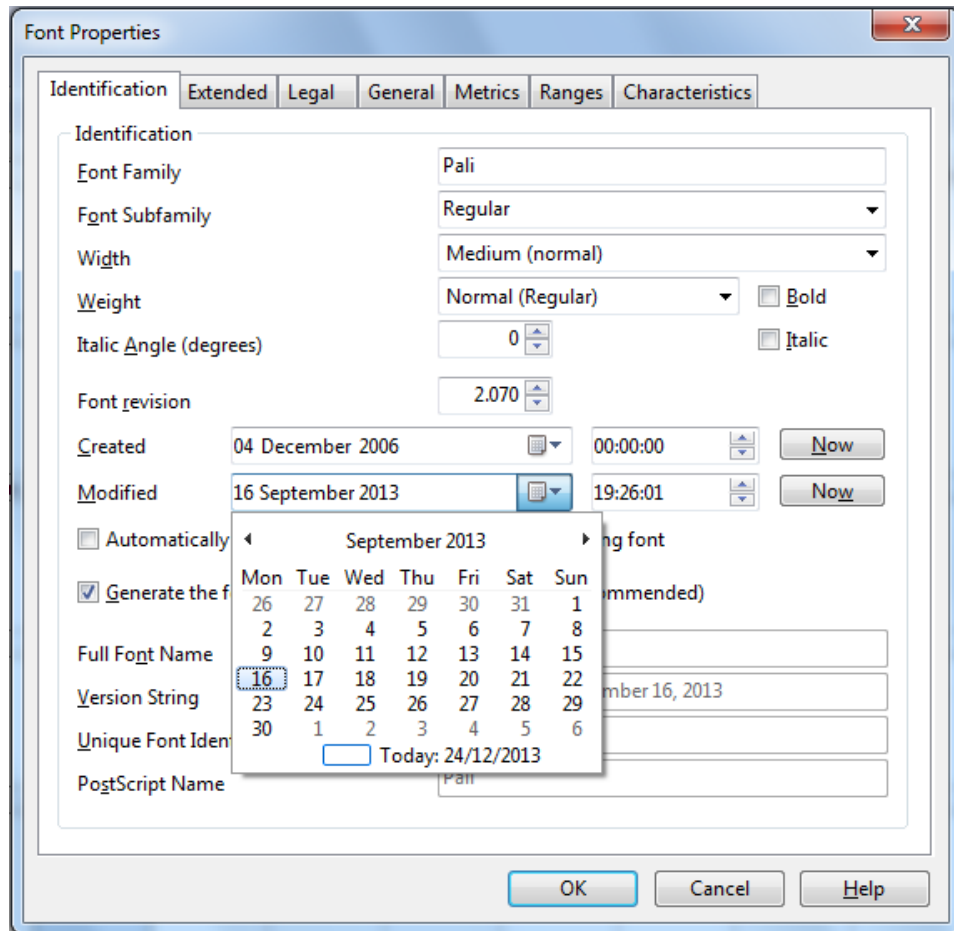 Font Properties
Identification Extended Legal General Metrics Ranges Characteristics
Identification
Font Family Pali
Font Subfamily Regular
Width Medium (normal)
Weight Normal (Regular) Bold
Italic Angle (degrees) 0 Italic
Font revision 2.070
Created 04 December 2006 00:00:00 Now
Modified 16 September 2013 19:26:01 Now
Automatically ng font
September 2013
Mon Tue Wed Thu Fri Sat Sun
Generate the f ommended)
26 27 28 29 30 31 1
2 3 4 5 6 7 8
Full Font Name 9 10 11 12 13 14 15
16 17 18 19 20 21 22
Version String 23 24 25 26 27 28 29 mber 16, 2013
30 1 2 3 4 5 6
Unique Font Iden
Today: 24/12/2013
PostScript Name Pali
OK Cancel Help